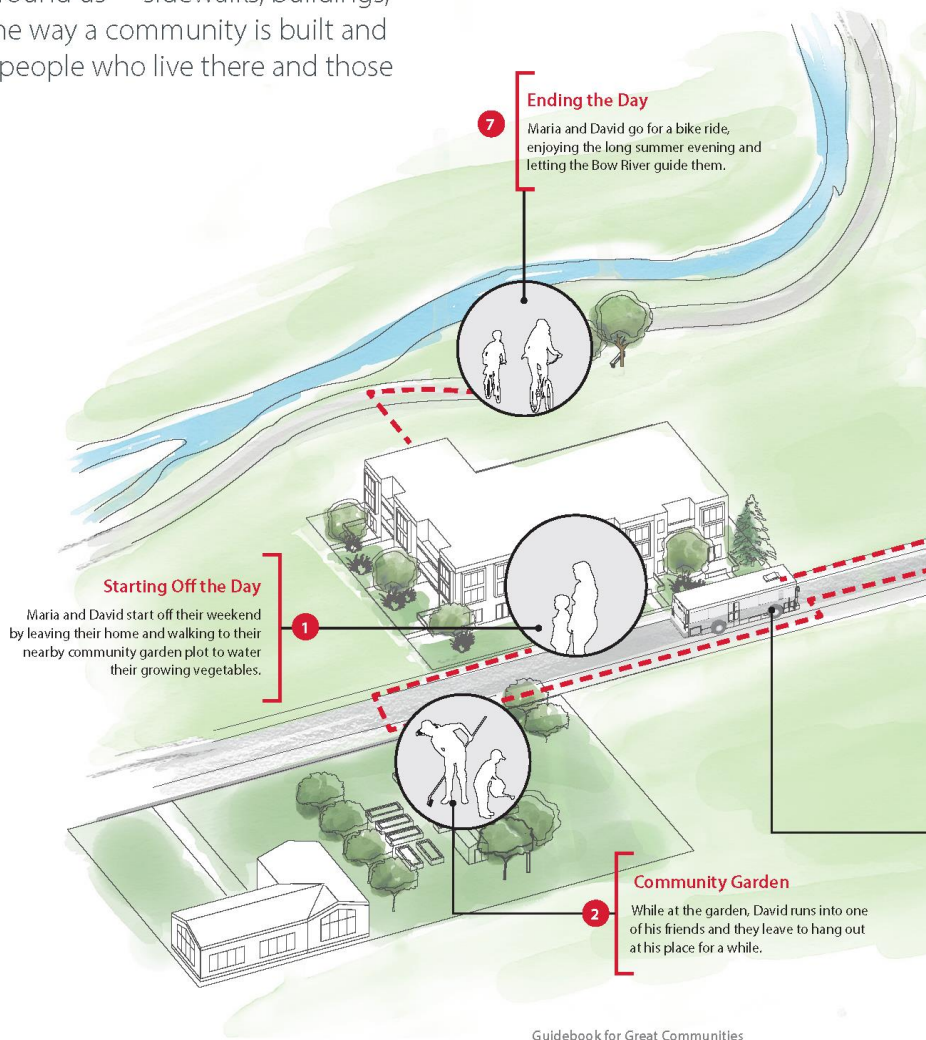 sidewalks, buildings,
the way a community is built and
people who live there and those
7
Ending the Day
Maria and David go for a bike ride,
enjoying the long summer evening and
letting the Bow River guide them.
Starting Off the Day
Maria and David start off their weekend
by leaving their home and walking to their
nearby community garden plot to water
their growing vegetables.
1
2
Community Garden
While at the garden, David runs into one
of his friends and they leave to hang out
at his place for a while.
Guidebook for Great Communities